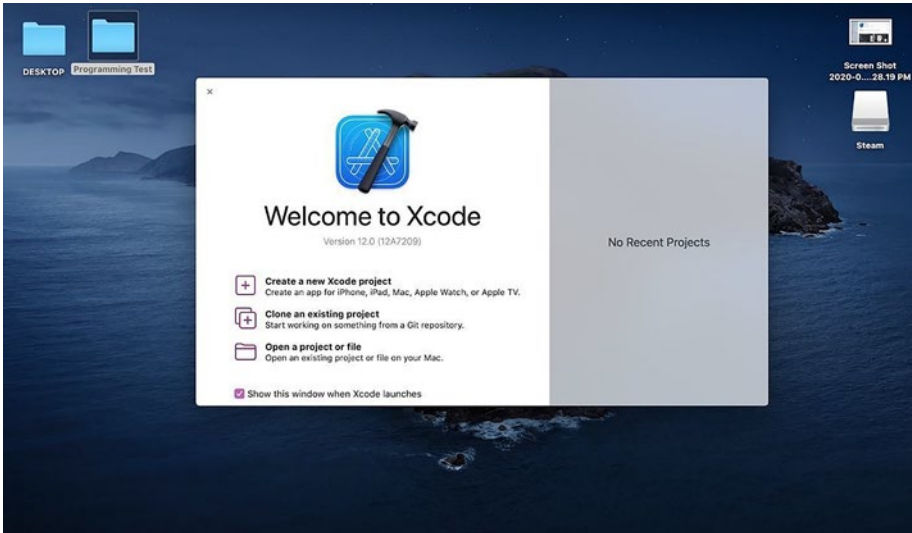 DESKTOP
Programming Test
Screen Shot
2020-0....28.19 PM
Steam
Welcome to Xcode
Version 12.0 (12A7209)
No Recent Projects
Create a new Xcode project
Create an app for iPhone, iPad, Mac, Apple Watch, or Apple TV.
Clone an existing project
Start working on something from a Git repository.
Open a project or file
Open an existing project or file on your Mac.
Show this window when Xcode launches